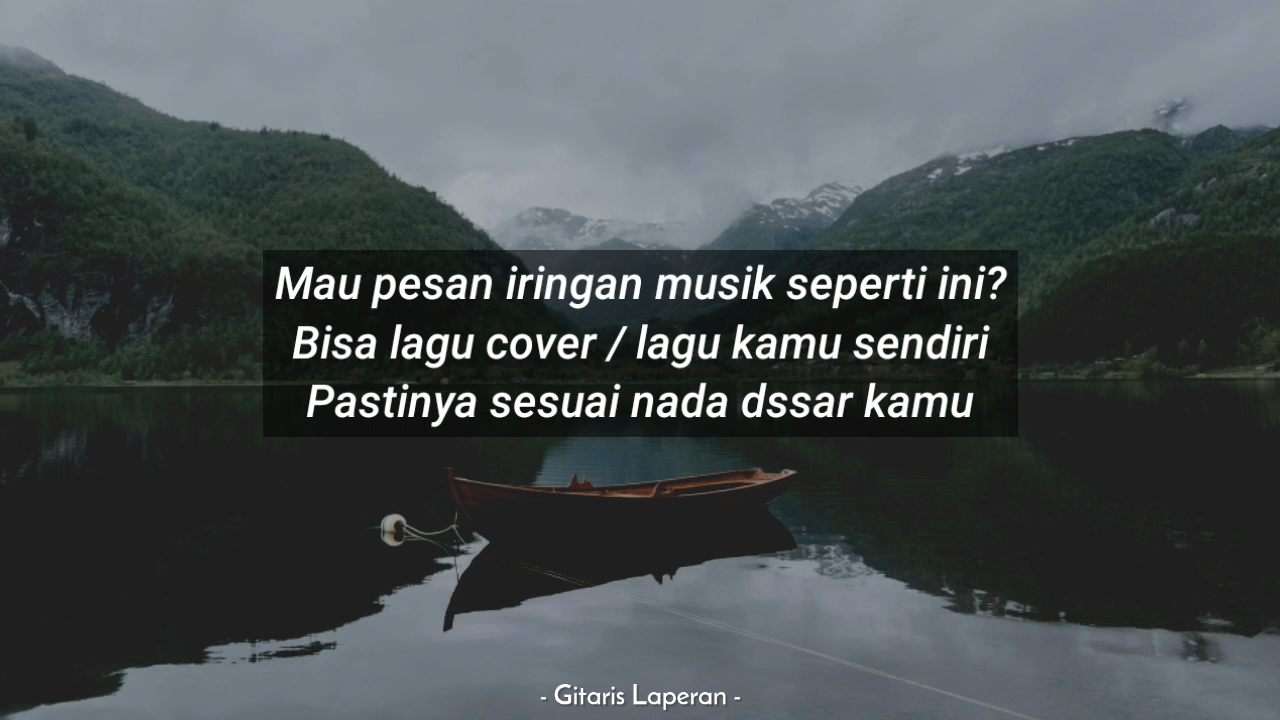 Mau pesan iringan musik seperti ini?
Bisa lagu cover / lagu kamu sendiri
Pastinya sesuai nada dssar kamu
- Gitaris Laperan -